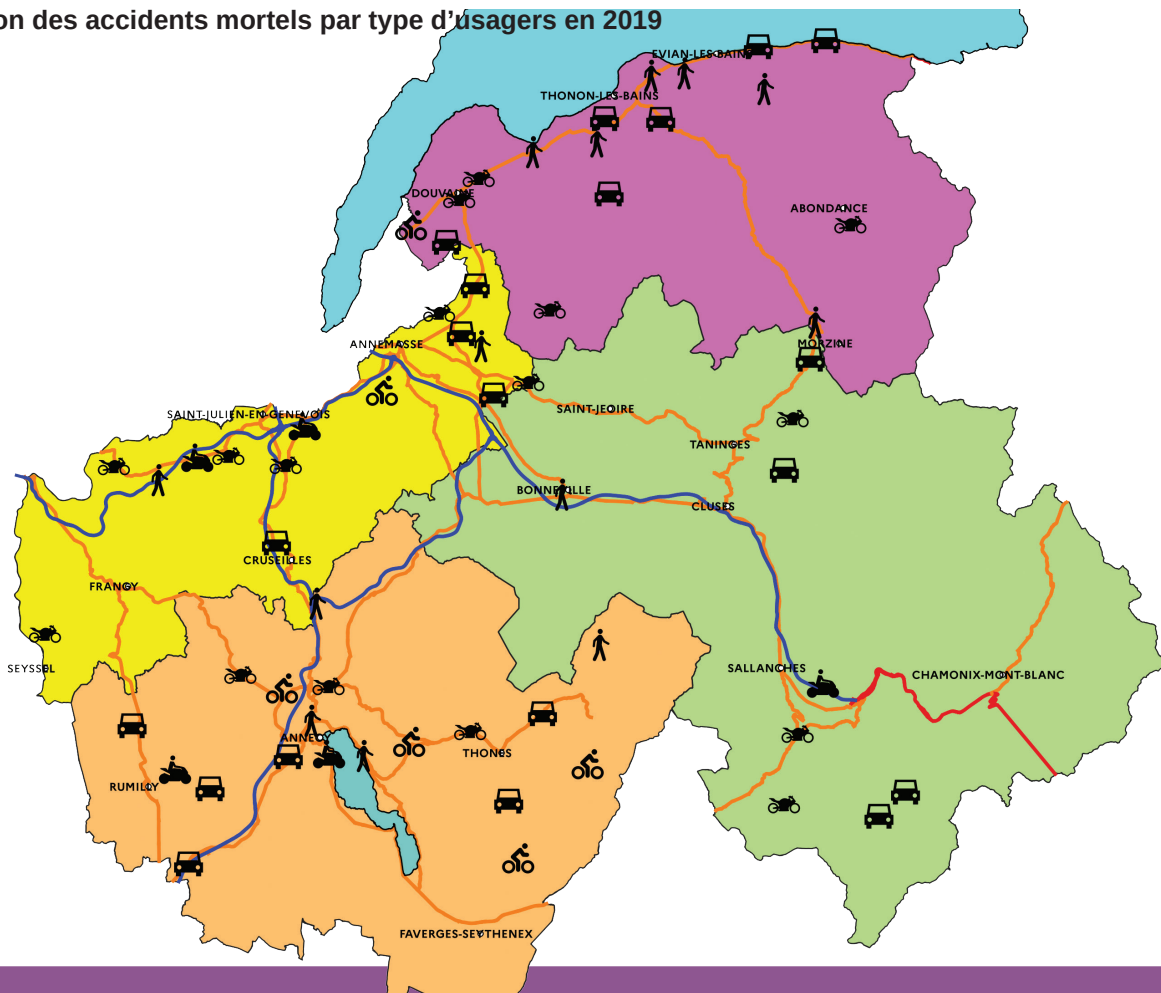 on des accidents mortels par type d’usagers en 2019
EVIAN-LES-BAINS
THONON-LES-BAINS
DOUVAINE
ABONDANCE
ANNEMASSE
MORZINE
SAINT-JULIEN-EN-GENEVOIS
SAINT-JEOIRE
TANINGES
BONNEVILLE
CLUSES
CRUSEILLES
FRANGY
SEYSSEL
SALLANCHES
CHAMONIX-MONT-BLANC
ANNECY
THONES
RUMILLY
FAVERGES-SEYTHENEX